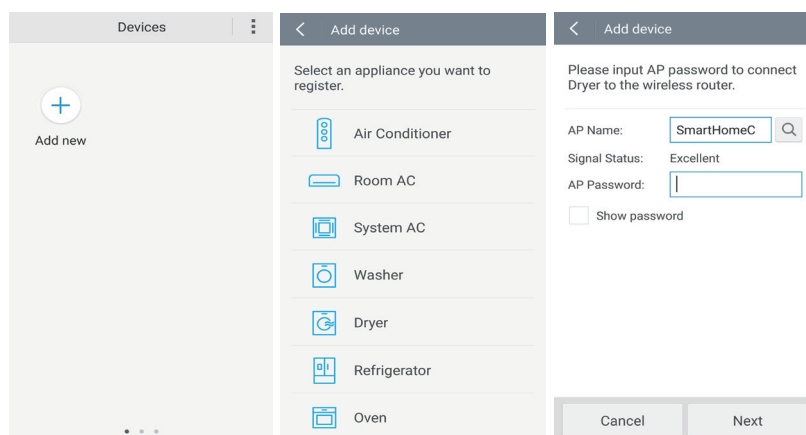 Devices
Add new
Add device
Select an appliance you want to
register.
Air Conditioner
Room AC
System AC
Washer
Dryer
Refrigerator
Oven
Add device
Please input AP password to connect
Dryer to the wireless router.
AP Name: SmartHomeC
Signal Status: Excellent
AP Password:
Show password
Cancel Next